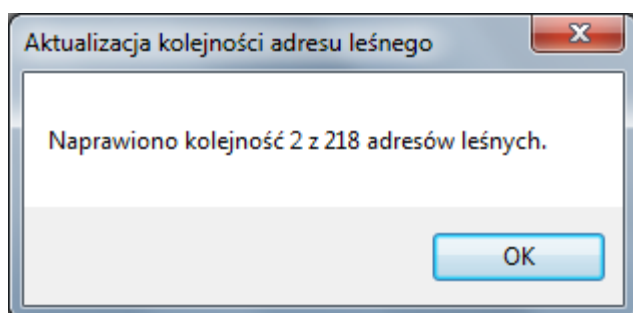 Aktualizacja kolejności adresu leśnego
Naprawiono kolejność 2 z 218 adresów leśnych.
OK